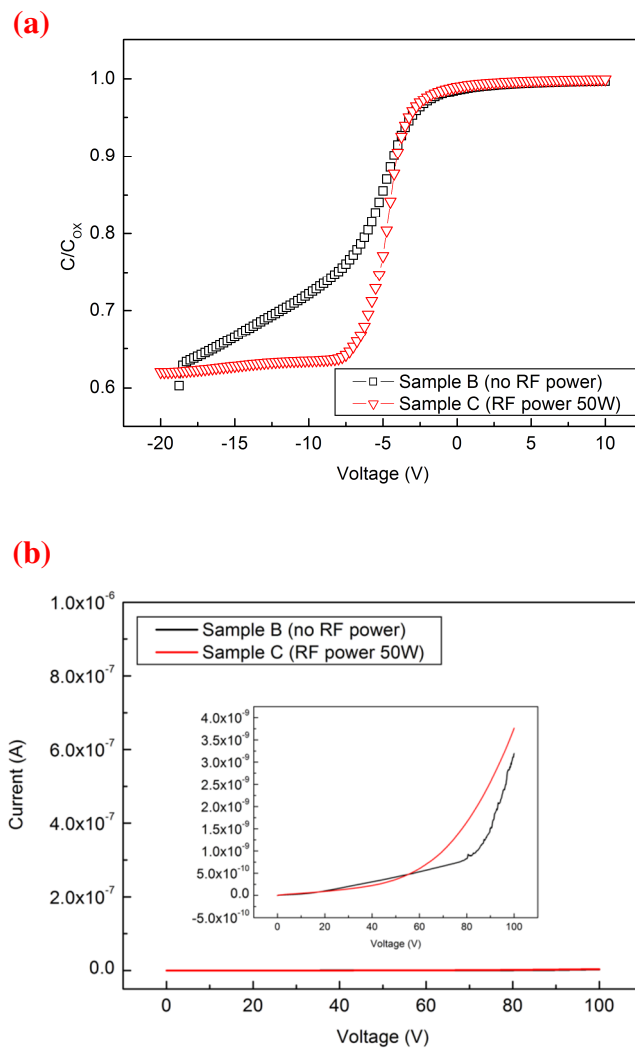 (a)
1.0
0.9
0.8
0.7
0.6
C/C_OX
Sample B (no RF power)
Sample C (RF power 50W)
-20 -15 -10 -5 0 5 10
Voltage (V)
(b)
1.0x10^-6
8.0x10^-7
6.0x10^-7
4.0x10^-7
2.0x10^-7
0.0
Current (A)
Sample B (no RF power)
Sample C (RF power 50W)
4.0x10^-9
3.5x10^-9
3.0x10^-9
2.5x10^-9
2.0x10^-9
1.5x10^-9
1.0x10^-9
5.0x10^-10
0.0
-5.0x10^-10
0 20 40 60 80 100
Voltage (V)
0 20 40 60 80 100
Voltage (V)